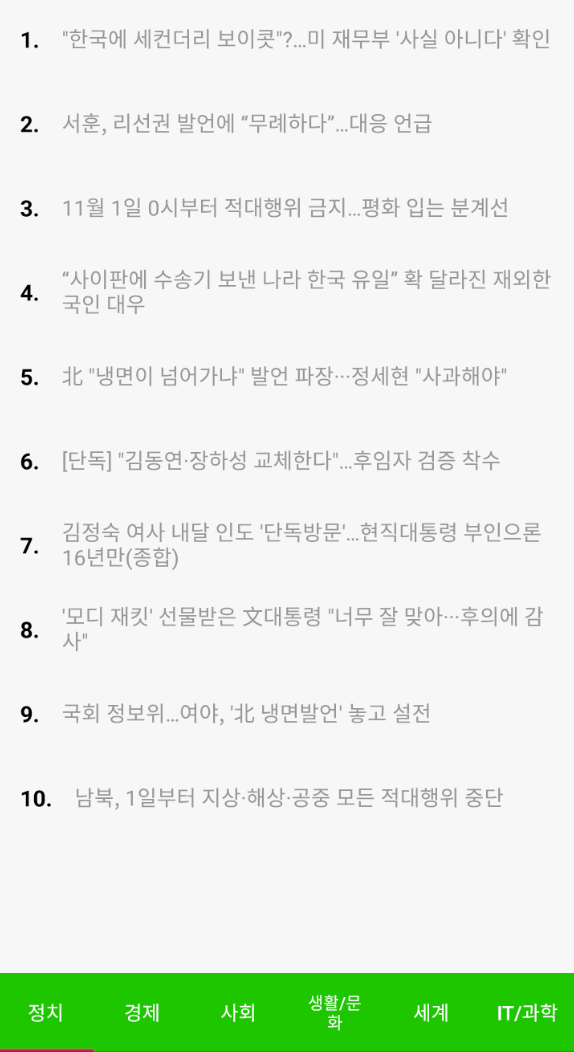 1. "한국에 세컨더리 보이콧"?...미 재무부 '사실 아니다' 확인
2. 서훈, 리선권 발언에 “무례하다”...대응 언급
3. 11월 1일 0시부터 적대행위 금지...평화 입는 분계선
4. “사이판에 수송기 보낸 나라 한국 유일” 확 달라진 재외한
국인 대우
5. 北 "냉면이 넘어가냐" 발언 파장···정세현 "사과해야"
6. [단독] "김동연·장하성 교체한다"...후임자 검증 착수
7. 김정숙 여사 내달 인도 '단독방문'...현직대통령 부인으론
16년만(종합)
8. '모디 재킷' 선물받은 文대통령 "너무 잘 맞아···후의에 감
사"
9. 국회 정보위...여야, '北 냉면발언' 놓고 설전
10. 남북, 1일부터 지상·해상·공중 모든 적대행위 중단
정치 경제 사회 생활/문 세계 IT/과학
화